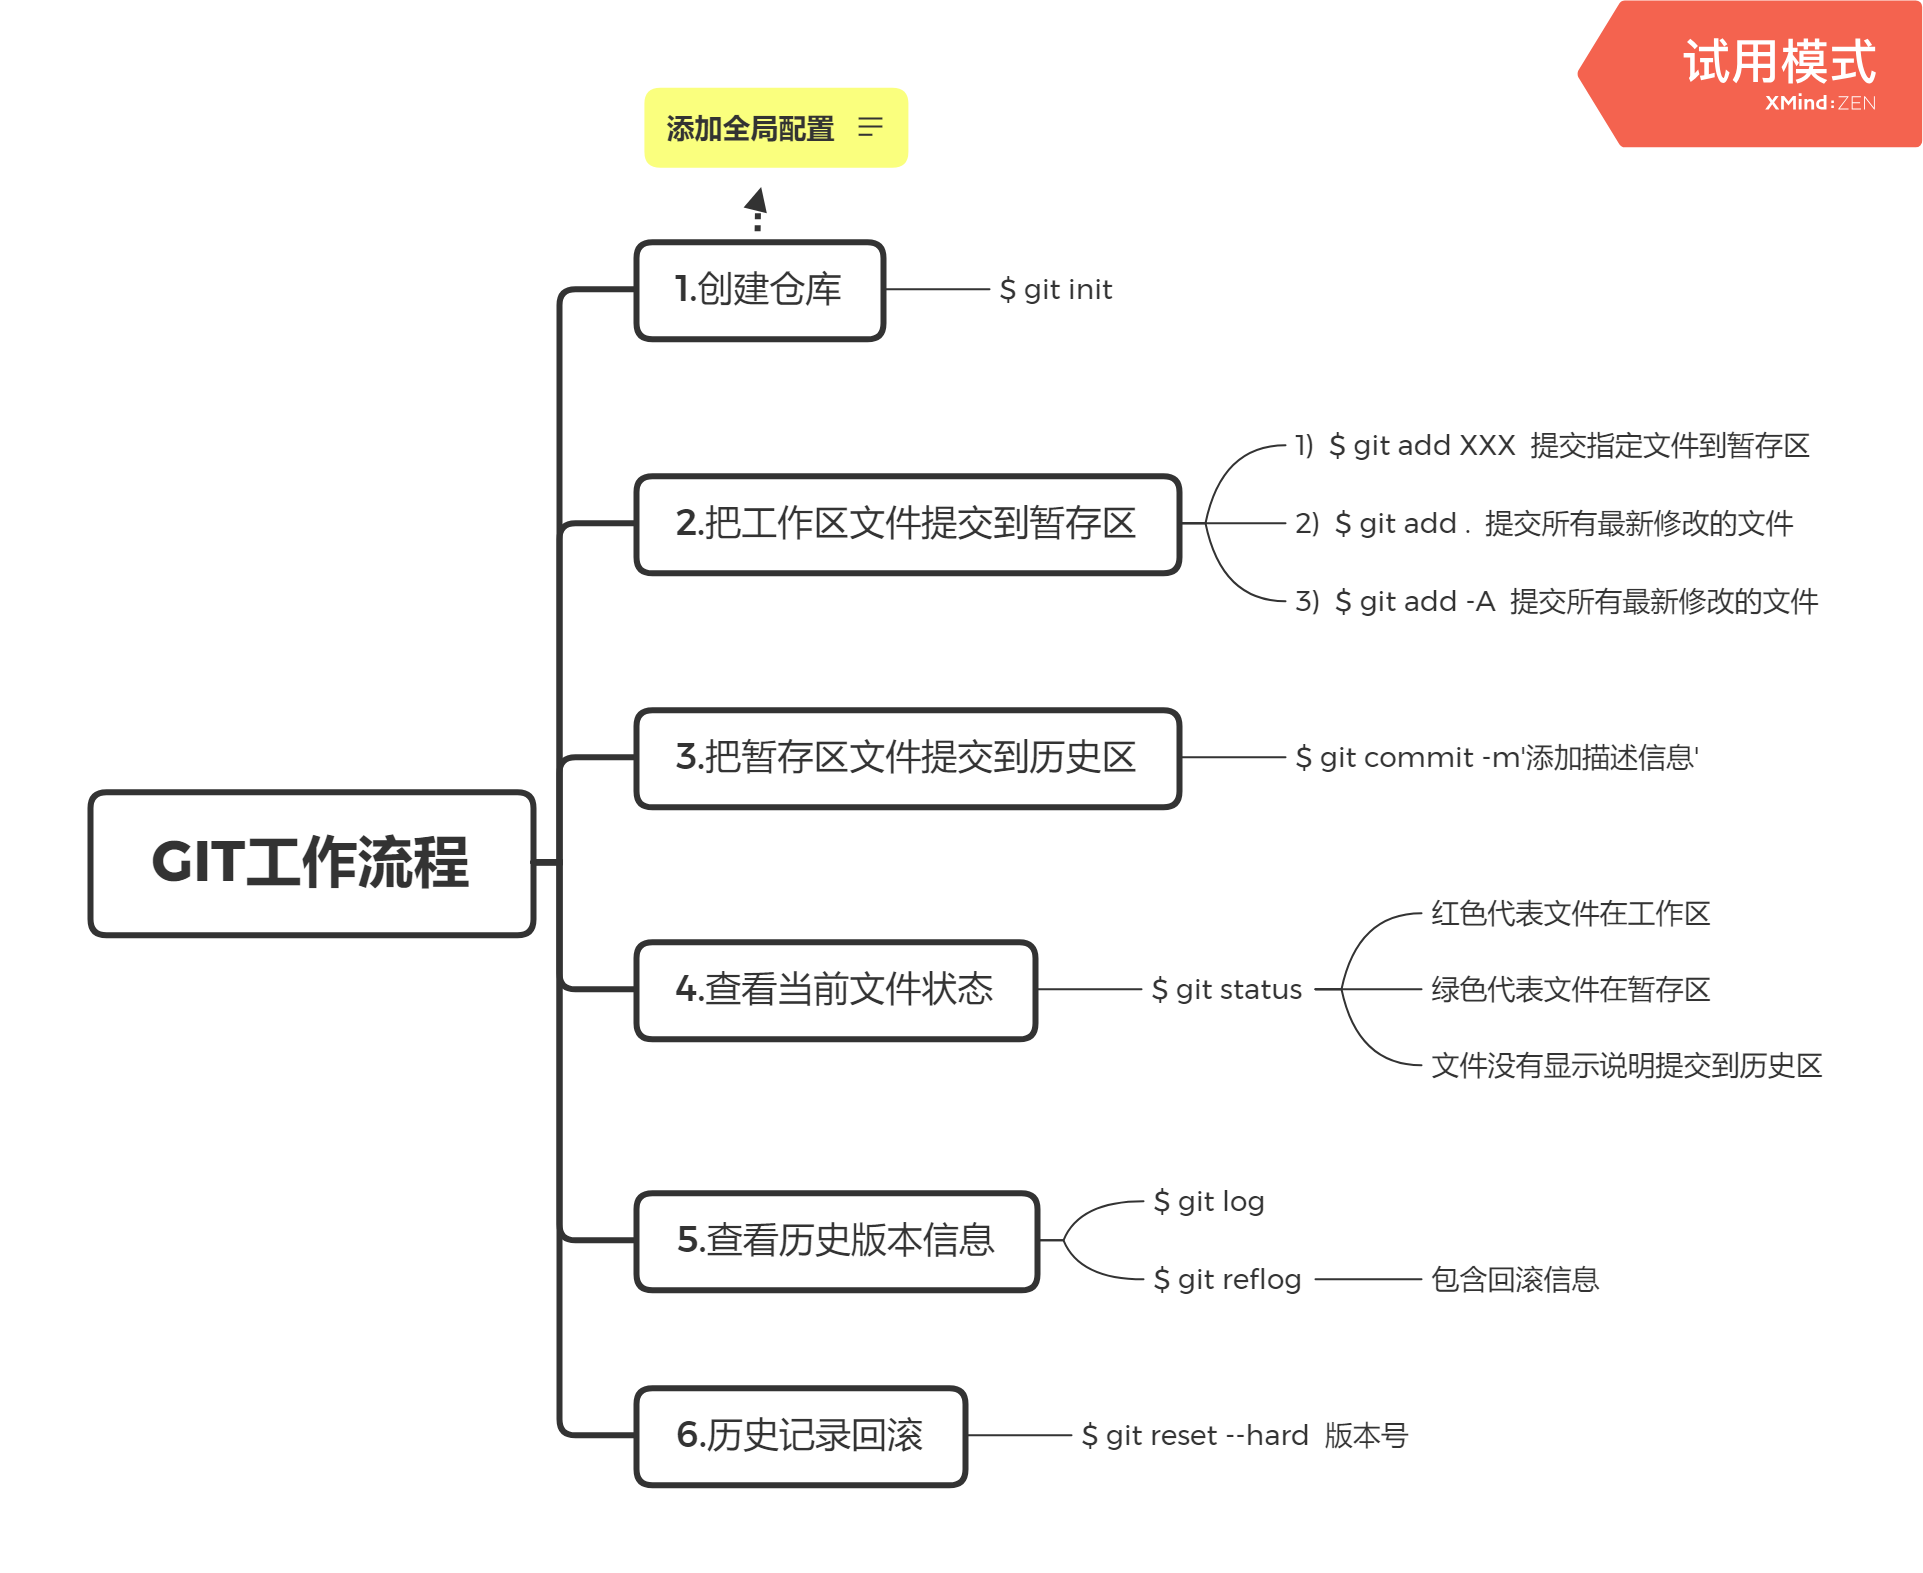 试用模式
XMind:ZEN
添加全局配置
1.创建仓库
$ git init
2.把工作区文件提交到暂存区
1) $ git add XXX 提交指定文件到暂存区
2) $ git add . 提交所有最新修改的文件
3) $ git add -A 提交所有最新修改的文件
3.把暂存区文件提交到历史区
$ git commit -m'添加描述信息'
GIT工作流程
4.查看当前文件状态
$ git status
红色代表文件在工作区
绿色代表文件在暂存区
文件没有显示说明提交到历史区
5.查看历史版本信息
$ git log
$ git reflog
包含回滚信息
6.历史记录回滚
$ git reset --hard 版本号